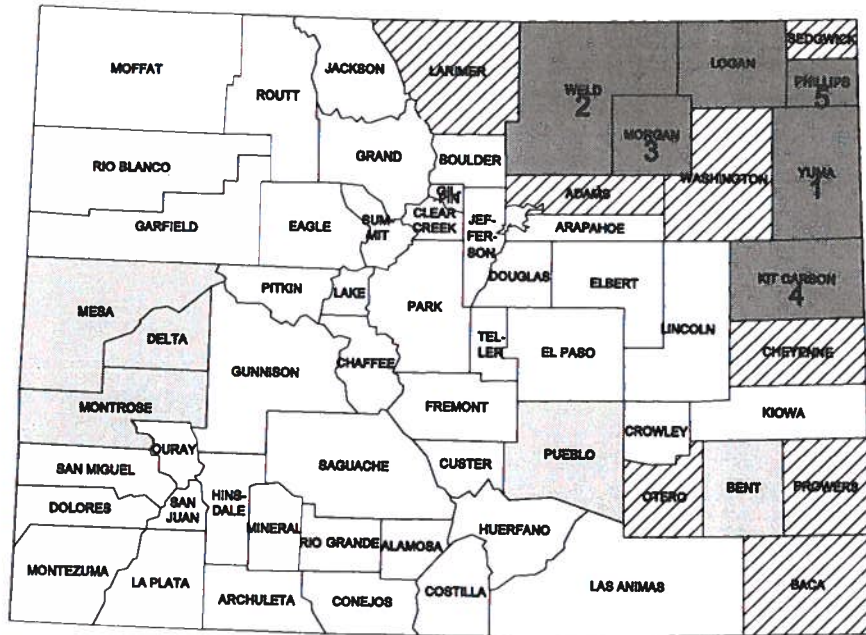 MOFFAT
ROUTT
JACKSON
LARIMER
WELD
2
LOGAN
SEDGWICK
PHILLIPS
5
MORGAN
3
RIO BLANCO
GRAND
BOULDER
WASHINGTON
YUMA
1
GARFIELD
EAGLE
SUM-
MIT
GIL-
PIN
CLEAR
CREEK
JEF-
FER-
SON
ADAMS
ARAPAHOE
MESA
PITKIN
LAKE
PARK
DOUGLAS
ELBERT
LINCOLN
KIT CARSON
4
DELTA
GUNNISON
CHAFFEE
TEL-
LER
EL PASO
CHEYENNE
MONTROSE
FREMONT
KIOWA
OURAY
SAN MIGUEL
SAGUACHE
CUSTER
PUEBLO
CROWLEY
BENT
PROWERS
OTERO
DOLORES
SAN
JUAN
HINS-
DALE
MINERAL
RIO GRANDE
ALAMOSA
HUERFANO
MONTEZUMA
LA PLATA
ARCHULETA
CONEJOS
COSTILLA
LAS ANIMAS
BACA